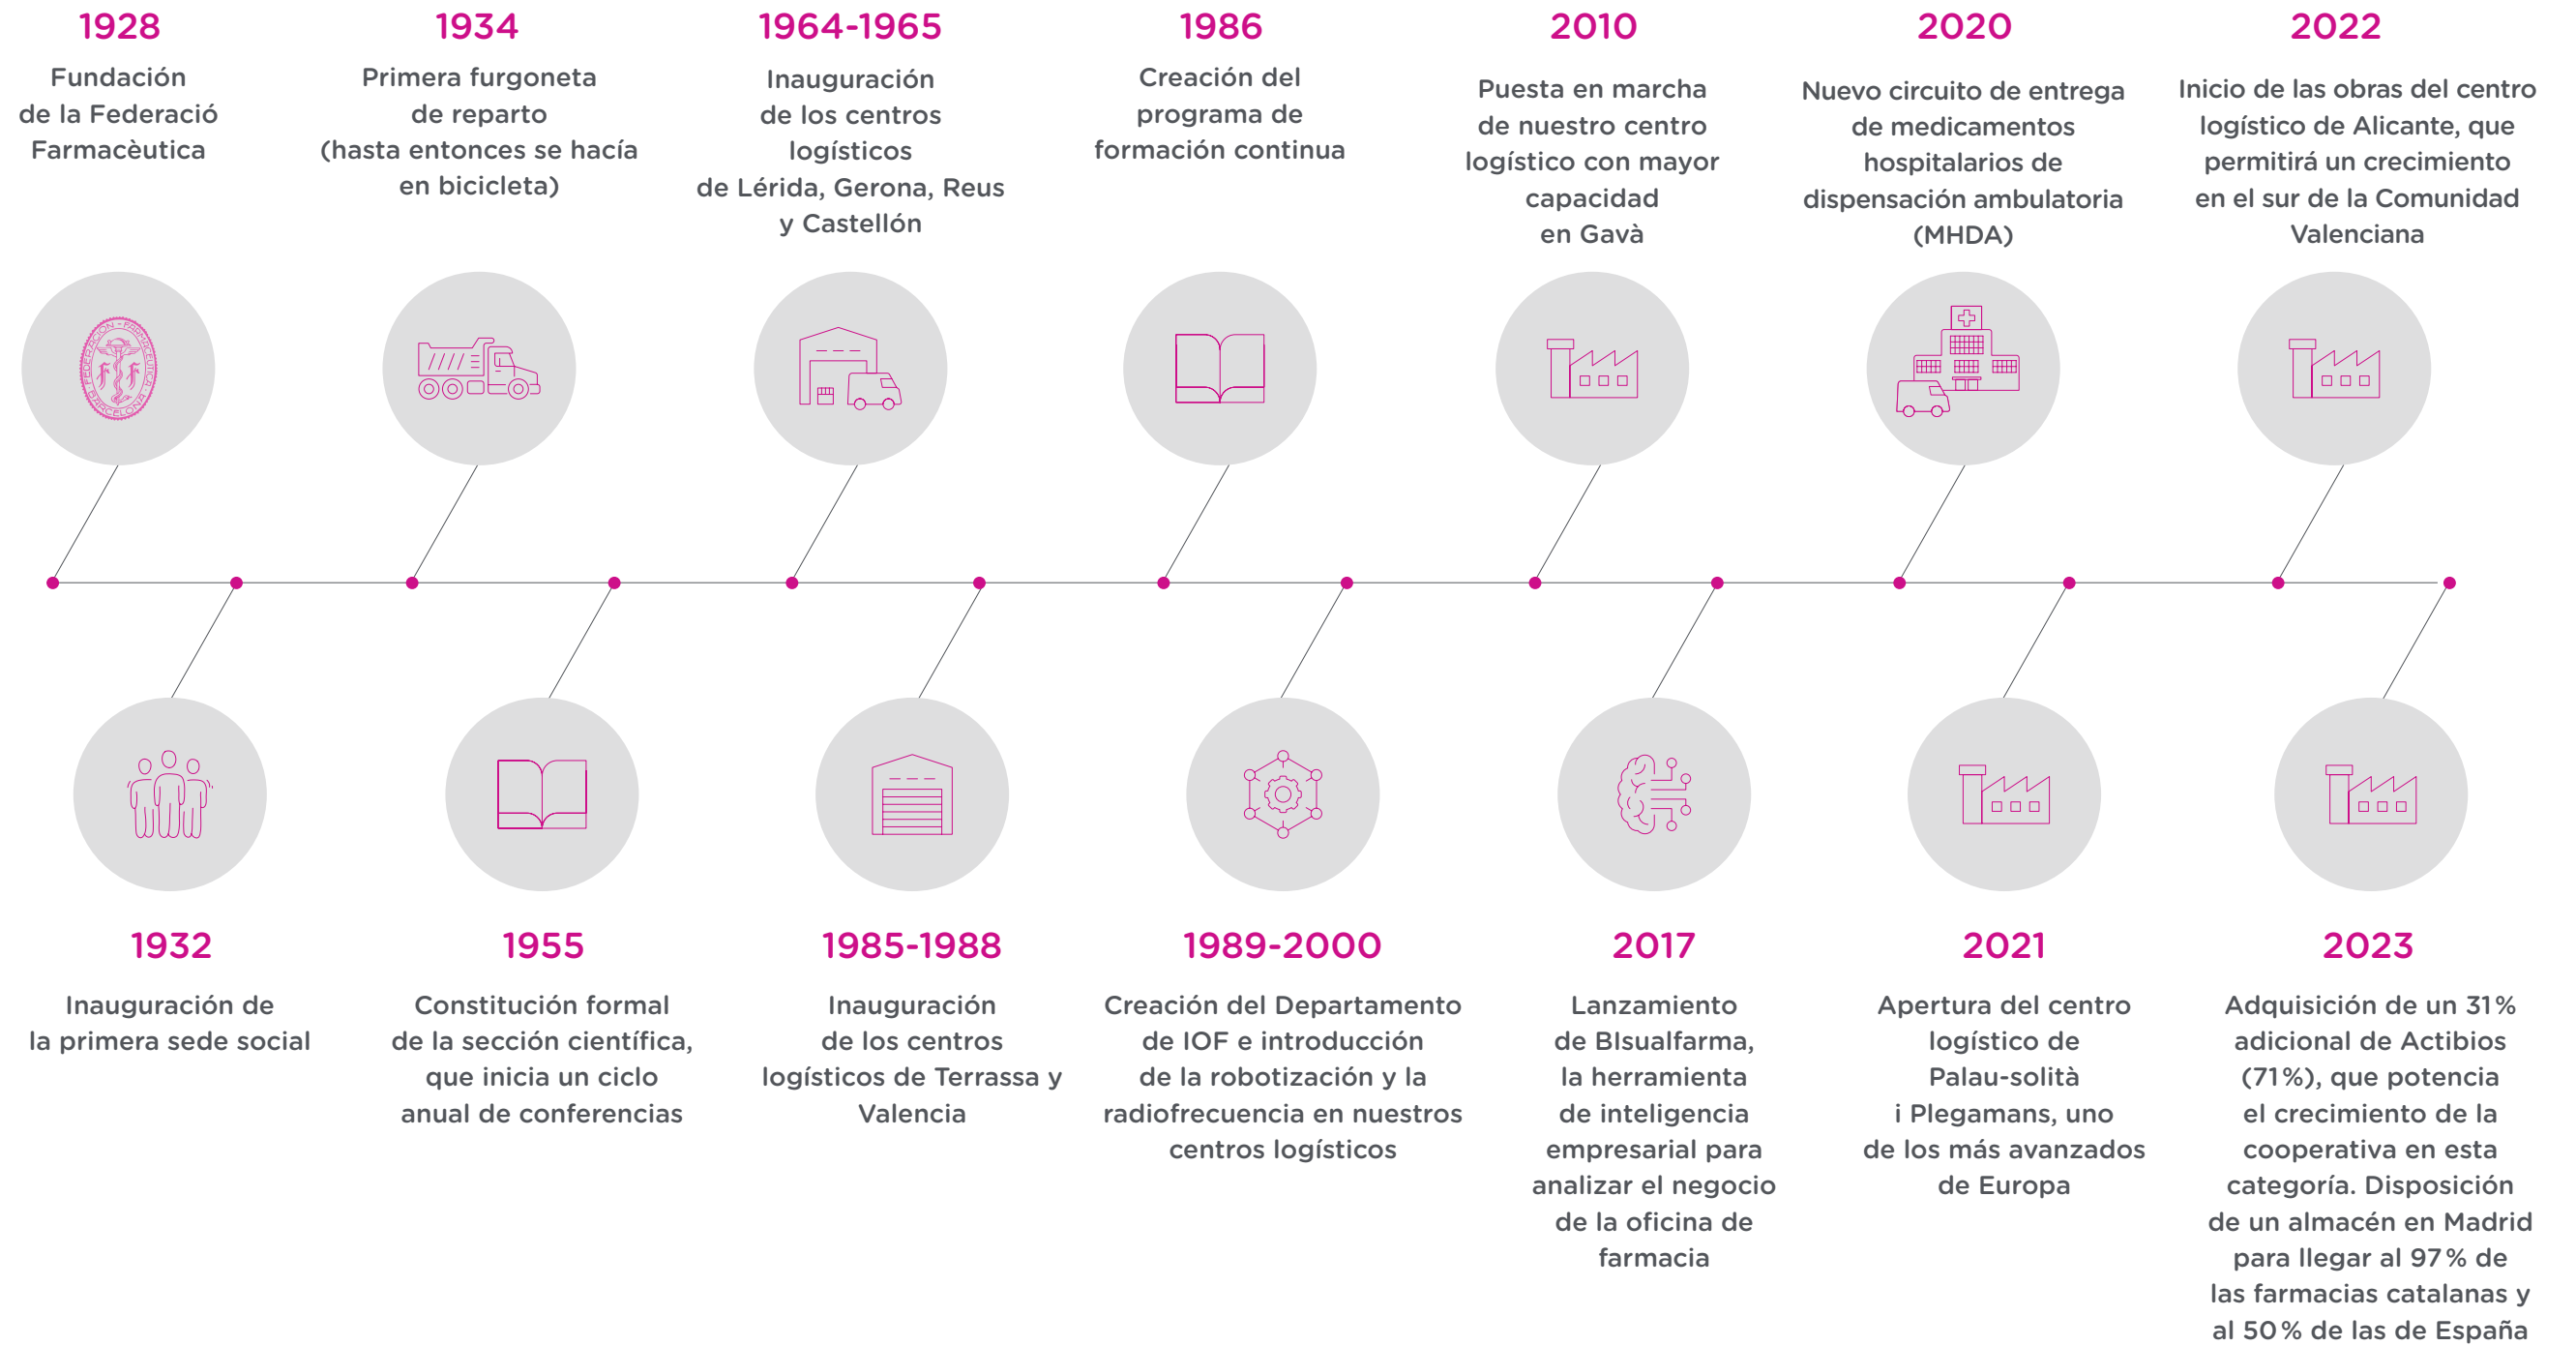 1928
Fundación
de la Federació
Farmacèutica
1934
Primera furgoneta
de reparto
(hasta entonces se hacía
en bicicleta)
1964-1965
Inauguración
de los centros
logísticos
de Lérida, Gerona, Reus
y Castellón
1986
Creación del
programa de
formación continua
2010
Puesta en marcha
de nuestro centro
logístico con mayor
capacidad
en Gavà
2020
Nuevo circuito de entrega
de medicamentos
hospitalarios de
dispensación ambulatoria
(MHDA)
2022
Inicio de las obras del centro
logístico de Alicante, que
permitirá un crecimiento
en el sur de la Comunidad
Valenciana
FEDERACION - FARMACEUTICA -
BARCELONA
F F
1932
Inauguración de
la primera sede social
1955
Constitución formal
de la sección científica,
que inicia un ciclo
anual de conferencias
1985-1988
Inauguración
de los centros
logísticos de Terrassa y
Valencia
1989-2000
Creación del Departamento
de IOF e introducción
de la robotización y la
radiofrecuencia en nuestros
centros logísticos
2017
Lanzamiento
de BIsualfarma,
la herramienta
de inteligencia
empresarial para
analizar el negocio
de la oficina de
farmacia
2021
Apertura del centro
logístico de
Palau-solità
i Plegamans, uno
de los más avanzados
de Europa
2023
Adquisición de un 31 %
adicional de Actibios
(71 %), que potencia
el crecimiento de la
cooperativa en esta
categoría. Disposición
de un almacén en Madrid
para llegar al 97 % de
las farmacias catalanas y
al 50 % de las de España